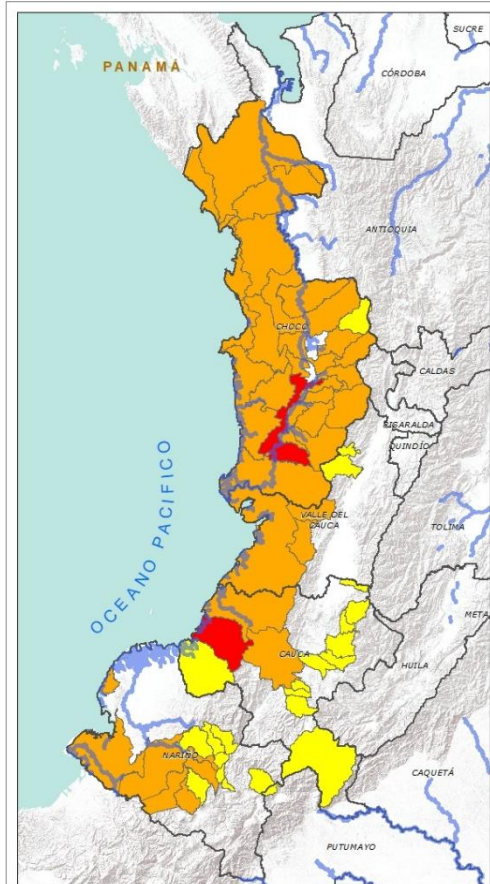 SUCRE
PANAMÁ
CÓRDOBA
ANTIOQUIA
CHOCÓ
CALDAS
RISARALDA
QUINDÍO
VALLE DEL
CAUCA
TOLIMA
OCEANO PACÍFICO
META
CAUCA
HUILA
NARIÑO
CAQUETÁ
PUTUMAYO